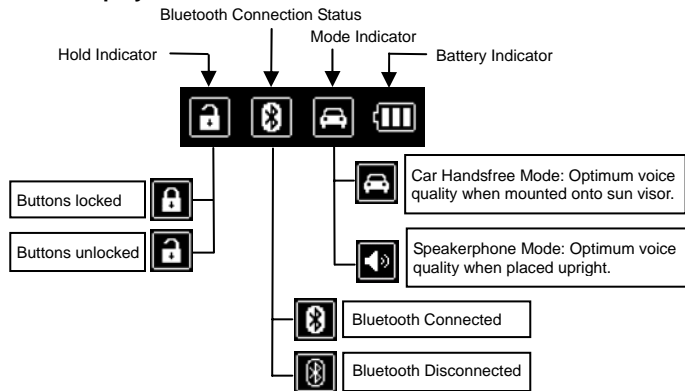 Bluetooth Connection Status
Mode Indicator
Hold Indicator
Battery Indicator
Car Handsfree Mode: Optimum voice
quality when mounted onto sun visor.
Buttons locked
Buttons unlocked
Speakerphone Mode: Optimum voice
quality when placed upright.
Bluetooth Connected
Bluetooth Disconnected